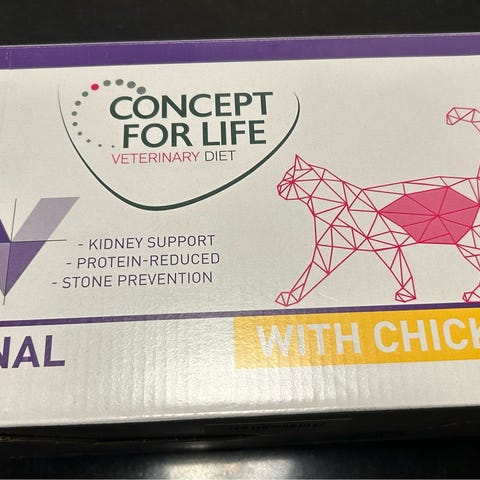 CONCEPT
FOR LIFE
VETERINARY DIET
- KIDNEY SUPPORT
- PROTEIN-REDUCED
- STONE PREVENTION
NAL
WITH CHICK